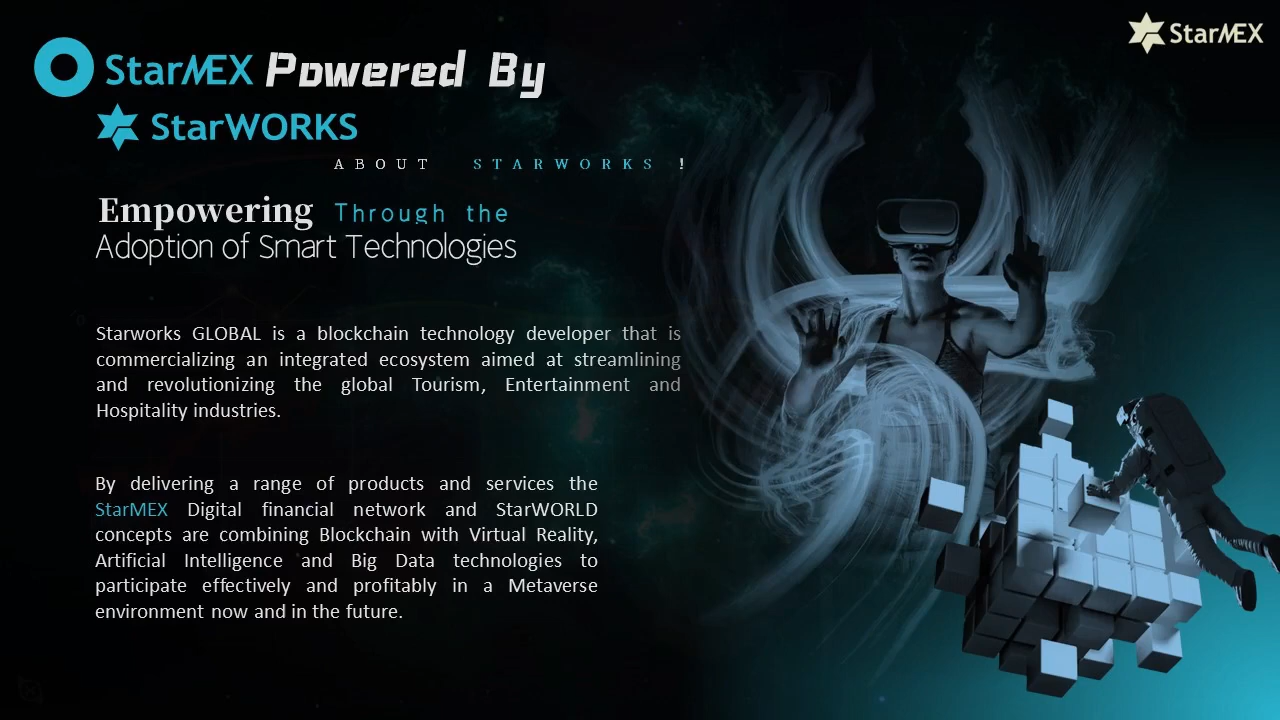 StarMEX Powered By
StarMEX
StarWORKS
ABOUT STARWORKS !
Empowering Through the
Adoption of Smart Technologies
Starworks GLOBAL is a blockchain technology developer that is
commercializing an integrated ecosystem aimed at streamlining
and revolutionizing the global Tourism, Entertainment and
Hospitality industries.
By delivering a range of products and services the
StarMEX Digital financial network and StarWORLD
concepts are combining Blockchain with Virtual Reality,
Artificial Intelligence and Big Data technologies to
participate effectively and profitably in a Metaverse
environment now and in the future.